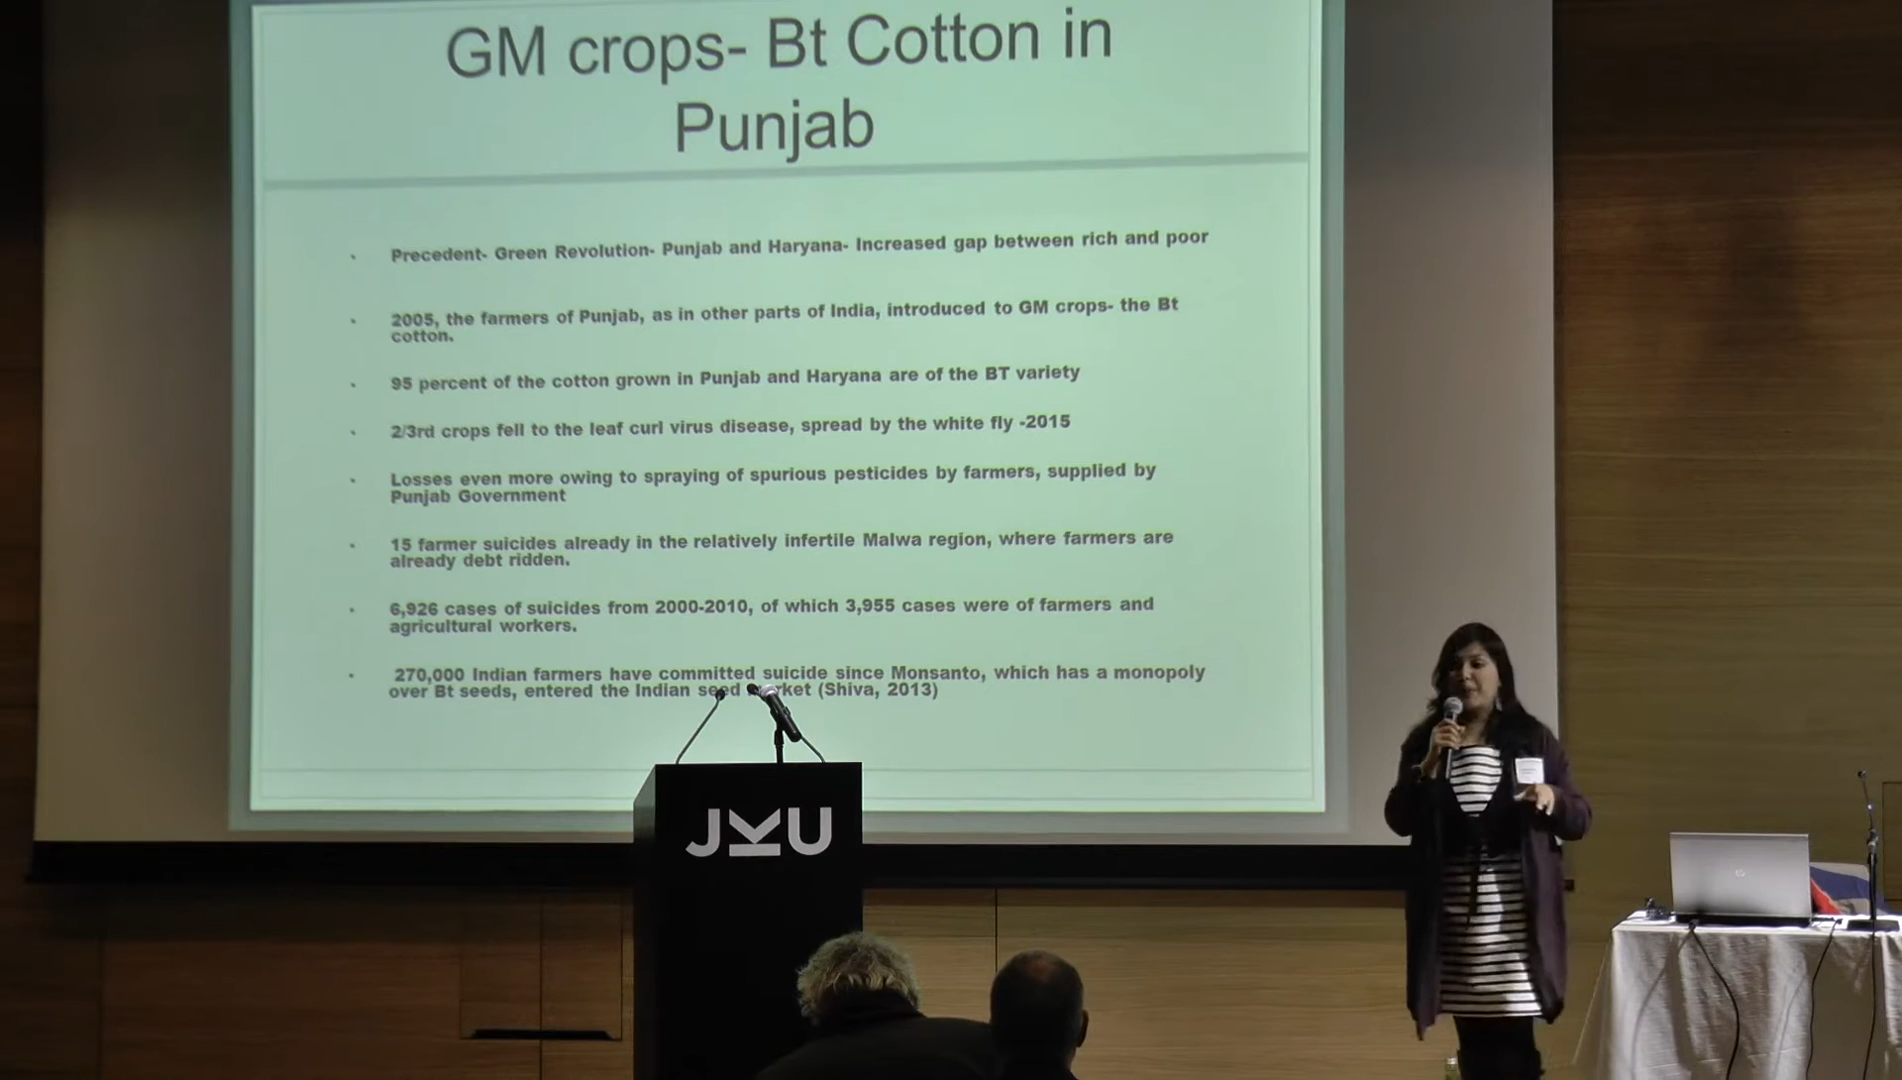 GM crops- Bt Cotton in
Punjab
Precedent- Green Revolution- Punjab and Haryana- Increased gap between rich and poor
2005, the farmers of Punjab, as in other parts of India, introduced to GM crops- the Bt
cotton.
95 percent of the cotton grown in Punjab and Haryana are of the BT variety
2/3rd crops fell to the leaf curl virus disease, spread by the white fly -2015
Losses even more owing to spraying of spurious pesticides by farmers, supplied by
Punjab Government
15 farmer suicides already in the relatively infertile Malwa region, where farmers are
already debt ridden.
6,926 cases of suicides from 2000-2010, of which 3,955 cases were of farmers and
agricultural workers.
270,000 Indian farmers have committed suicide since Monsanto, which has a monopoly
over Bt seeds, entered the Indian seed market (Shiva, 2013)
JKU